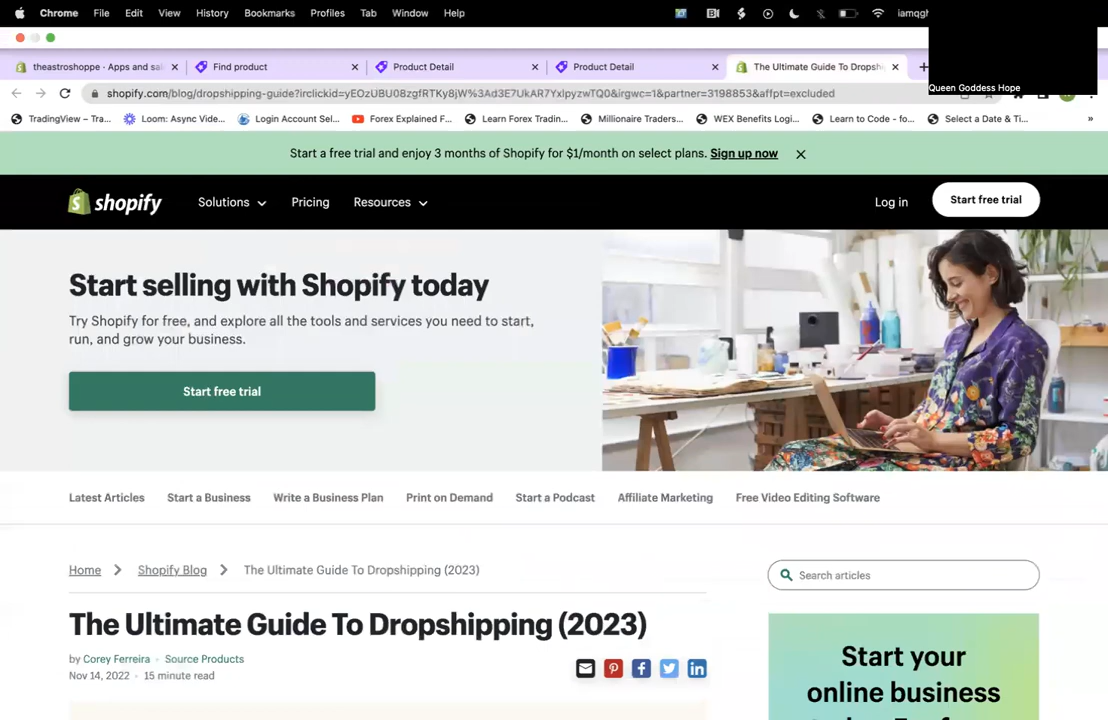 Chrome File Edit View History Bookmarks Profiles Tab Window Help
theastroshoppe - Apps and sal
Find product
Product Detail
Product Detail
The Ultimate Guide To Dropshi
Queen Goddess Hope
shopify.com/blog/dropshipping-guide?irclickid=yEOzUBU08zgfRTKy8jW%3Ad3E7UkAR7YxIpyzwTQ0&irgwc=1&partner=3198853&affpt=excluded
TradingView – Tra...
Loom: Async Vide...
Login Account Sel...
Forex Explained F...
Learn Forex Tradin...
Millionaire Traders...
WEX Benefits Logi...
Learn to Code - fo...
Select a Date & Ti...
»
Start a free trial and enjoy 3 months of Shopify for $1/month on select plans. Sign up now
shopify
Solutions
Pricing
Resources
Log in
Start free trial
Start selling with Shopify today
Try Shopify for free, and explore all the tools and services you need to start,
run, and grow your business.
Start free trial
Latest Articles
Start a Business
Write a Business Plan
Print on Demand
Start a Podcast
Affiliate Marketing
Free Video Editing Software
Home
Shopify Blog
The Ultimate Guide To Dropshipping (2023)
Search articles
The Ultimate Guide To Dropshipping (2023)
by Corey Ferreira
Source Products
Nov 14, 2022
15 minute read
Start your
online business